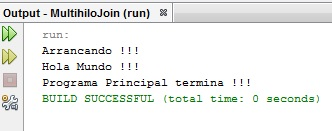 Output - MultihiloJoin (run)
run:
Arrancando !!!
Hola Mundo !!!
Programa Principal termina !!!
BUILD SUCCESSFUL (total time: 0 seconds)